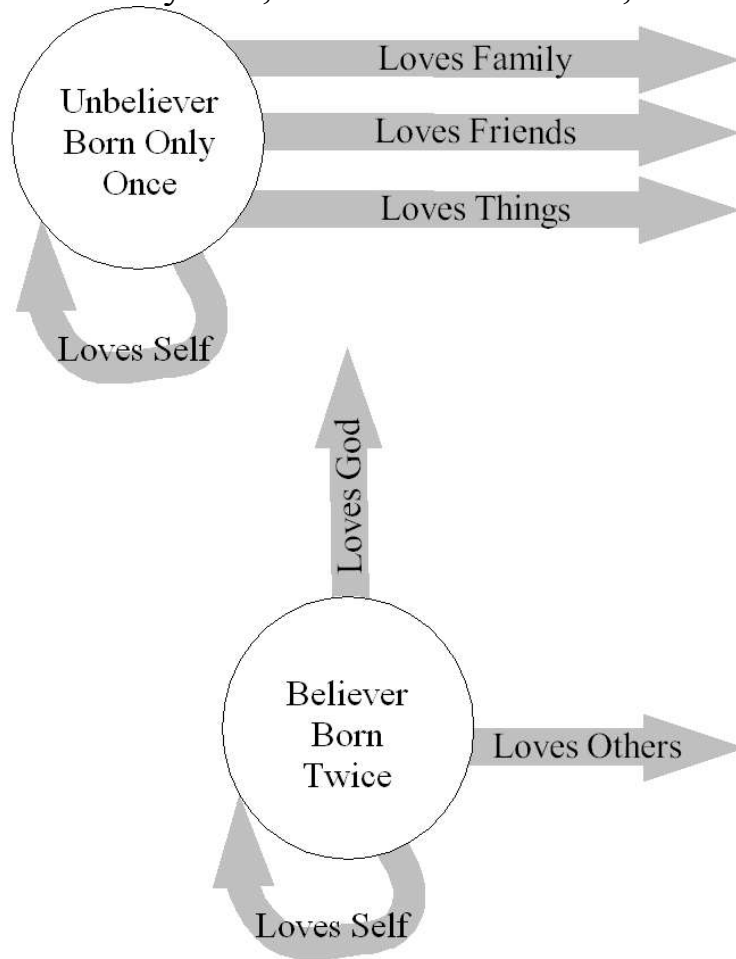 Loves Family
Unbeliever
Born Only
Once
Loves Friends
Loves Things
Loves Self
Loves God
Believer
Born
Twice
Loves Others
Loves Self